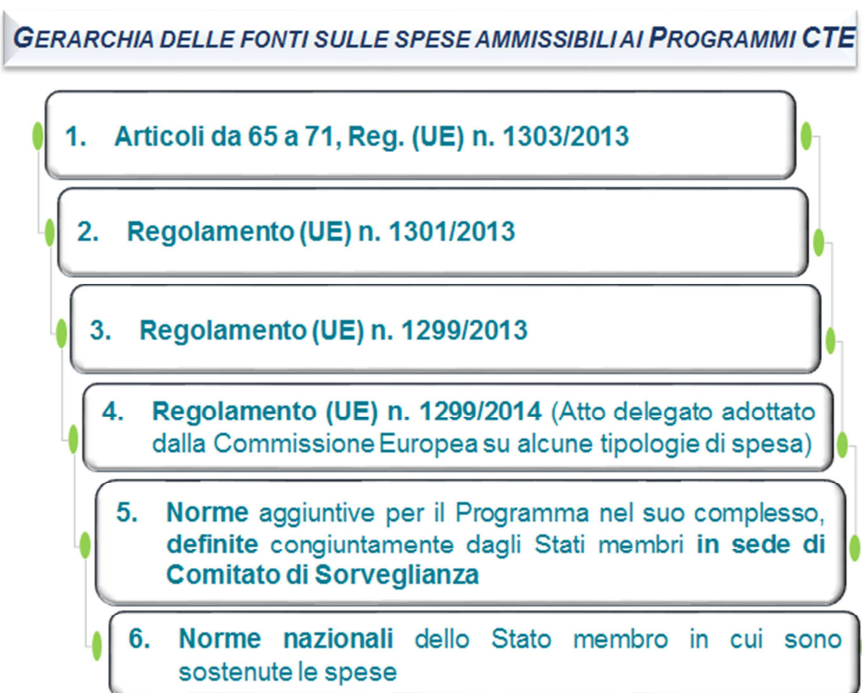 GERARCHIA DELLE FONTI SULLE SPESE AMMISSIBILI AI PROGRAMMI CTE
1. Articoli da 65 a 71, Reg. (UE) n. 1303/2013
2. Regolamento (UE) n. 1301/2013
3. Regolamento (UE) n. 1299/2013
4. Regolamento (UE) n. 1299/2014 (Atto delegato adottato
dalla Commissione Europea su alcune tipologie di spesa)
5. Norme aggiuntive per il Programma nel suo complesso,
definite congiuntamente dagli Stati membri in sede di
Comitato di Sorveglianza
6. Norme nazionali dello Stato membro in cui sono
sostenute le spese